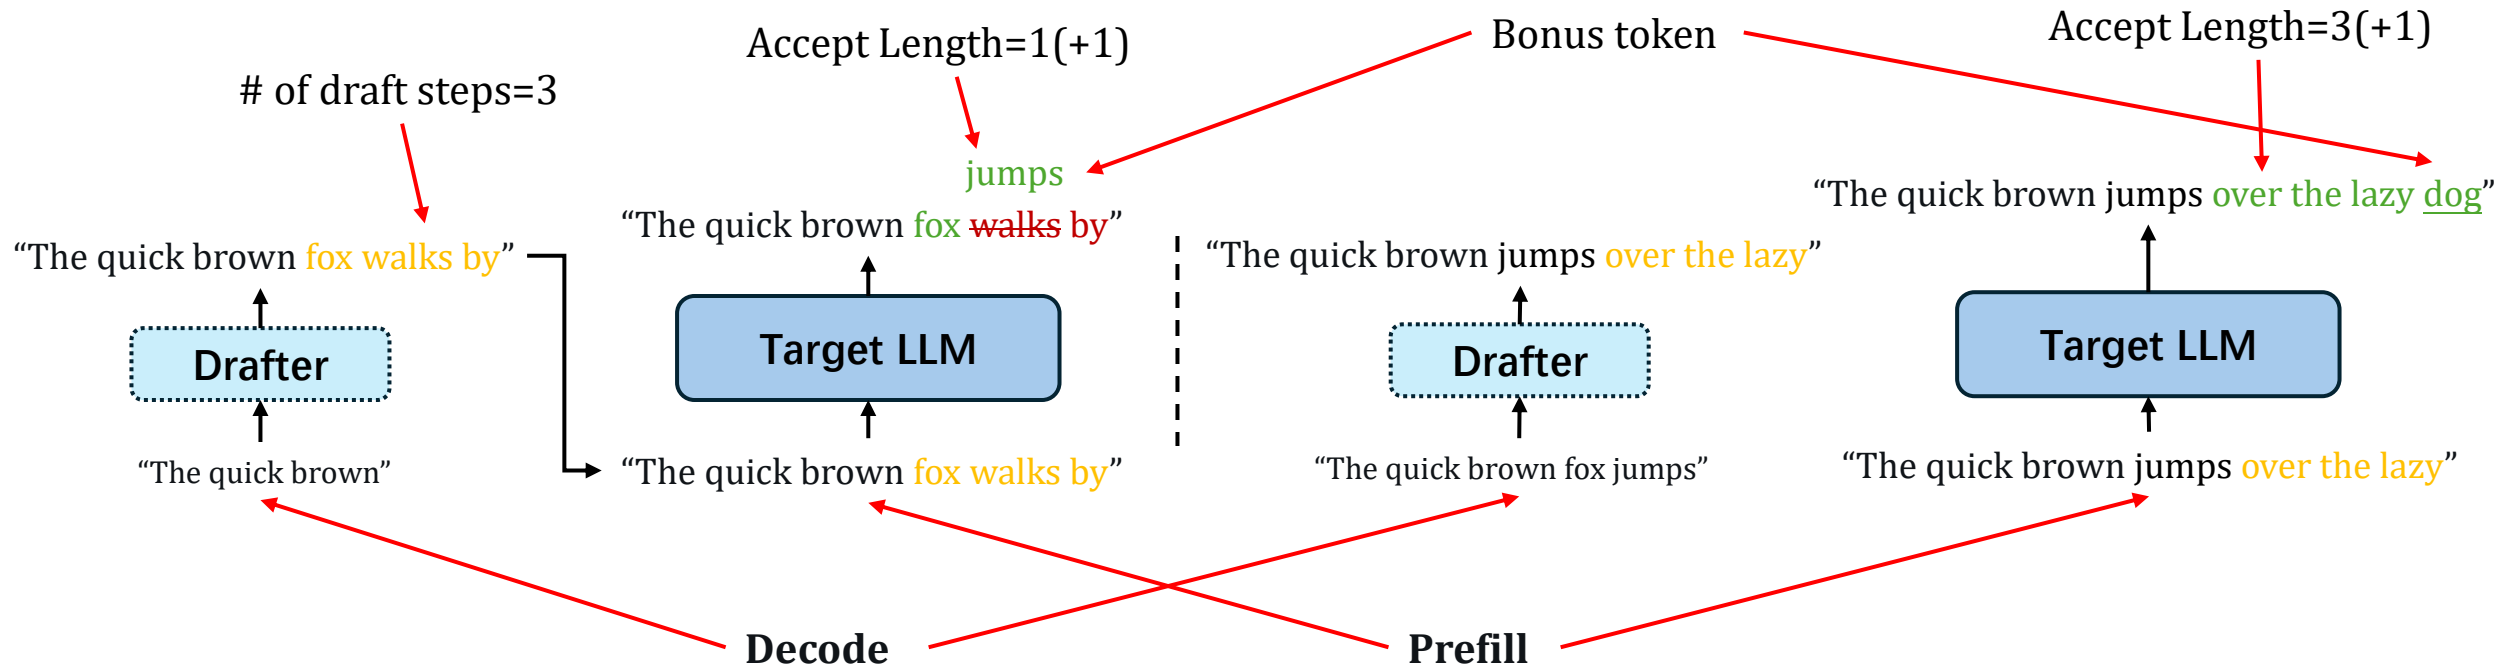 # of draft steps=3
Accept Length=1(+1)
Bonus token
Accept Length=3(+1)
“The quick brown fox walks by”
Drafter
“The quick brown”
jumps
“The quick brown fox walks by”
Target LLM
“The quick brown fox walks by”
“The quick brown jumps over the lazy”
Drafter
“The quick brown fox jumps”
“The quick brown jumps over the lazy dog”
Target LLM
“The quick brown jumps over the lazy”
Decode
Prefill